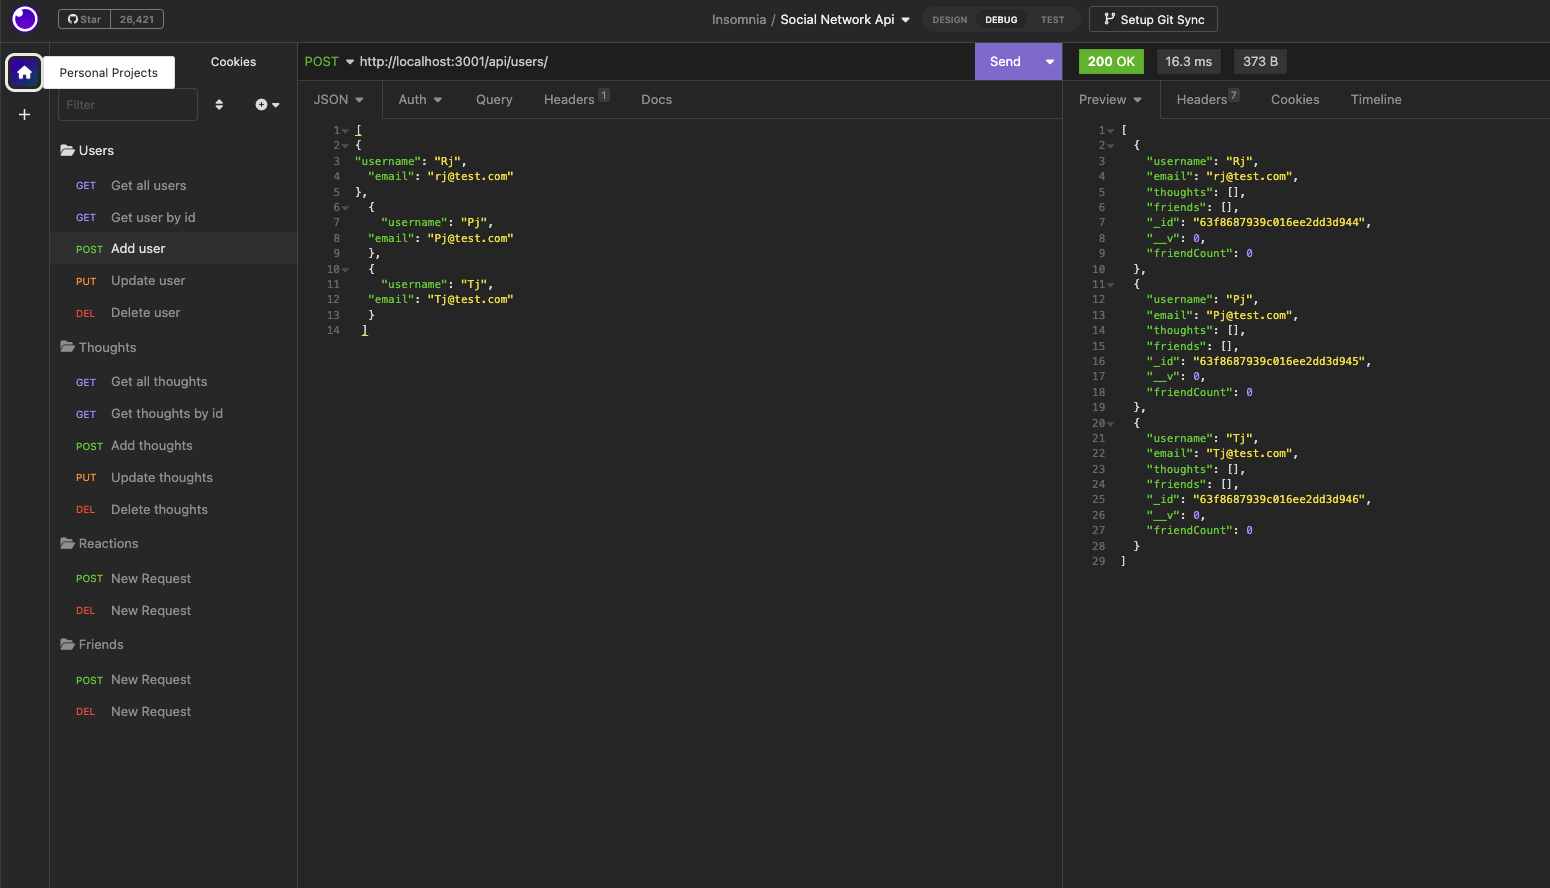 Star 26,421
Insomnia / Social Network Api
DESIGN DEBUG TEST
Setup Git Sync
Personal Projects
Cookies
Filter
Users
GET Get all users
GET Get user by id
POST Add user
PUT Update user
DEL Delete user
Thoughts
GET Get all thoughts
GET Get thoughts by id
POST Add thoughts
PUT Update thoughts
DEL Delete thoughts
Reactions
POST New Request
DEL New Request
Friends
POST New Request
DEL New Request
POST http://localhost:3001/api/users/
Send
JSON Auth Query Headers 1 Docs
1 [
2 {
3 "username": "Rj",
4 "email": "rj@test.com"
5 },
6 {
7 "username": "Pj",
8 "email": "Pj@test.com"
9 },
10 {
11 "username": "Tj",
12 "email": "Tj@test.com"
13 }
14 ]
200 OK 16.3 ms 373 B
Preview Headers 7 Cookies Timeline
1 [
2 {
3 "username": "Rj",
4 "email": "rj@test.com",
5 "thoughts": [],
6 "friends": [],
7 "_id": "63f8687939c016ee2dd3d944",
8 "__v": 0,
9 "friendCount": 0
10 },
11 {
12 "username": "Pj",
13 "email": "Pj@test.com",
14 "thoughts": [],
15 "friends": [],
16 "_id": "63f8687939c016ee2dd3d945",
17 "__v": 0,
18 "friendCount": 0
19 },
20 {
21 "username": "Tj",
22 "email": "Tj@test.com",
23 "thoughts": [],
24 "friends": [],
25 "_id": "63f8687939c016ee2dd3d946",
26 "__v": 0,
27 "friendCount": 0
28 }
29 ]